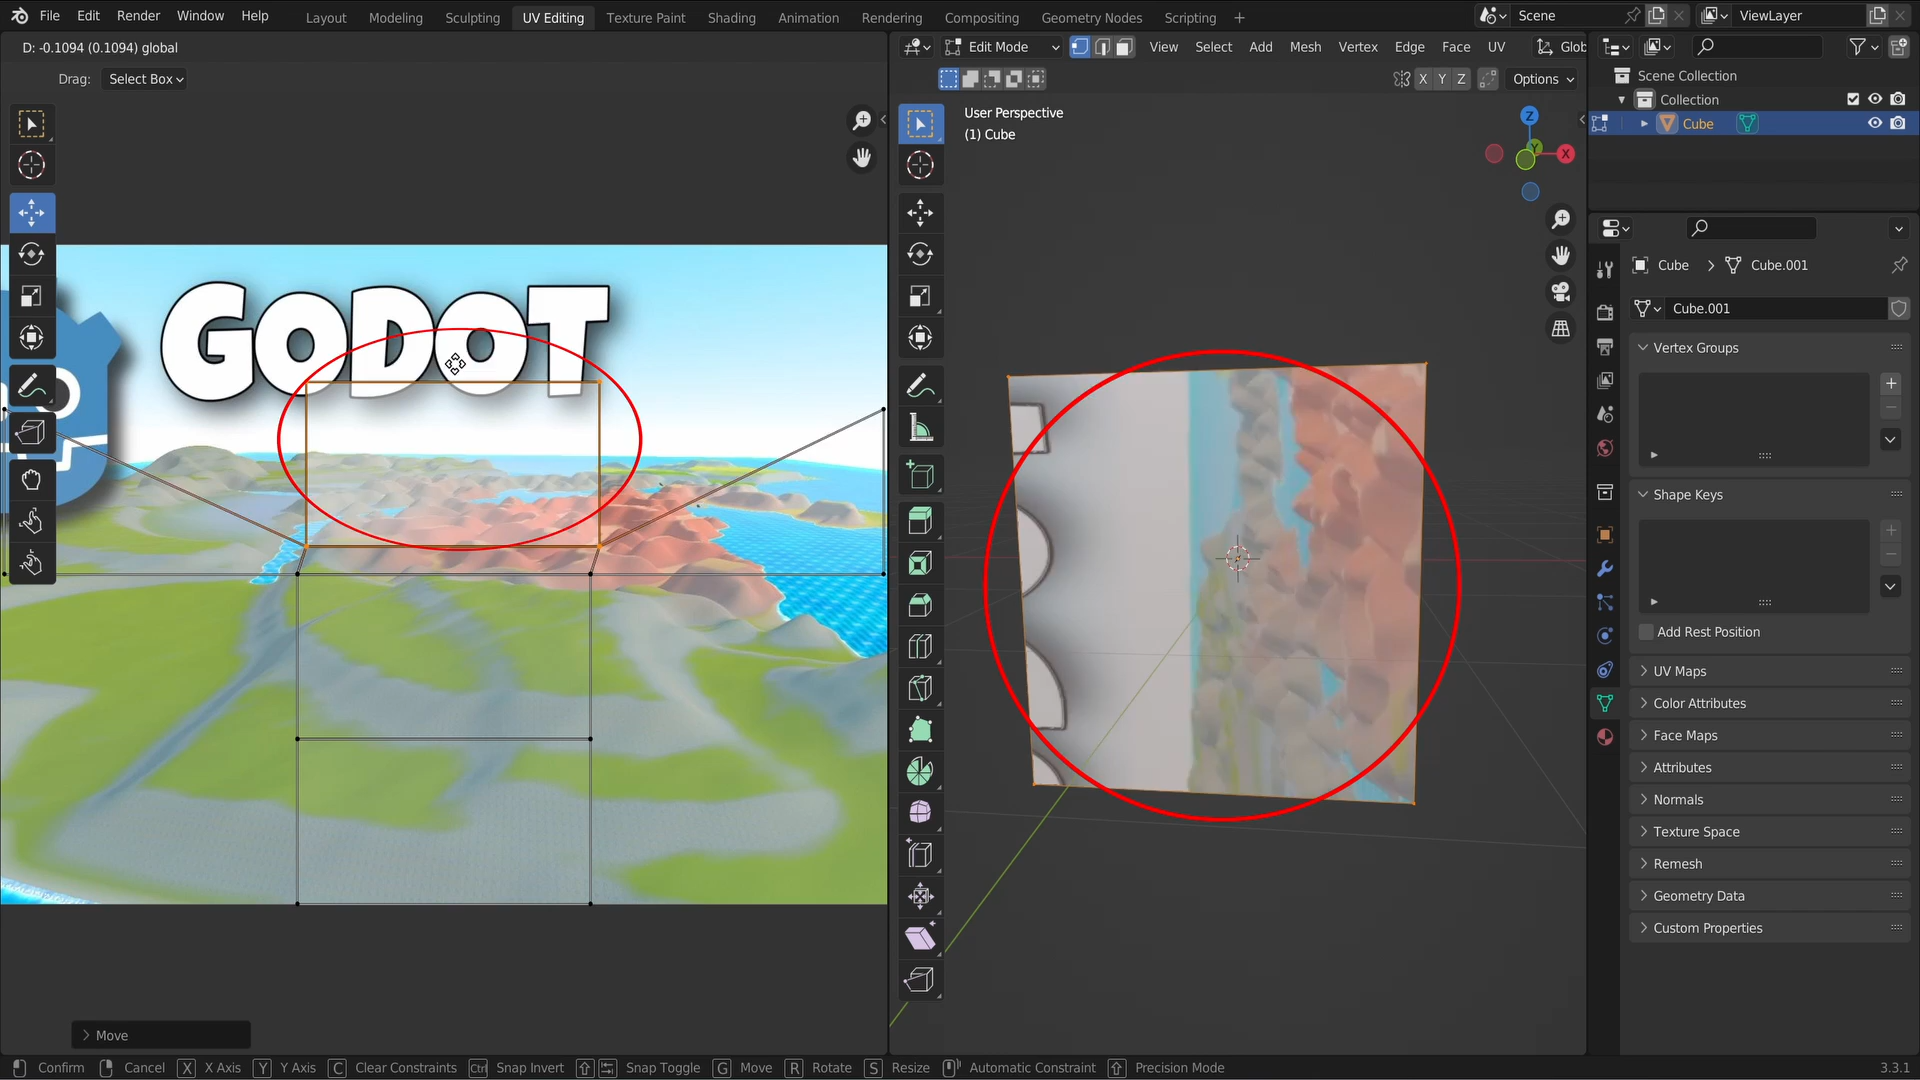 File Edit Render Window Help Layout Modeling Sculpting UV Editing Texture Paint Shading Animation Rendering Compositing Geometry Nodes Scripting + Scene ViewLayer
D: -0.1094 (0.1094) global
Edit Mode View Select Add Mesh Vertex Edge Face UV Glob
Drag: Select Box
X Y Z Options
Scene Collection
Collection
Cube
User Perspective
(1) Cube
Z
Y
X
GODOT
Cube > Cube.001
Cube.001
Vertex Groups
Shape Keys
Add Rest Position
UV Maps
Color Attributes
Face Maps
Attributes
Normals
Texture Space
Remesh
Geometry Data
Custom Properties
> Move
Confirm Cancel X X Axis Y Y Axis C Clear Constraints Ctrl Snap Invert Snap Toggle G Move R Rotate S Resize Automatic Constraint Precision Mode 3.3.1